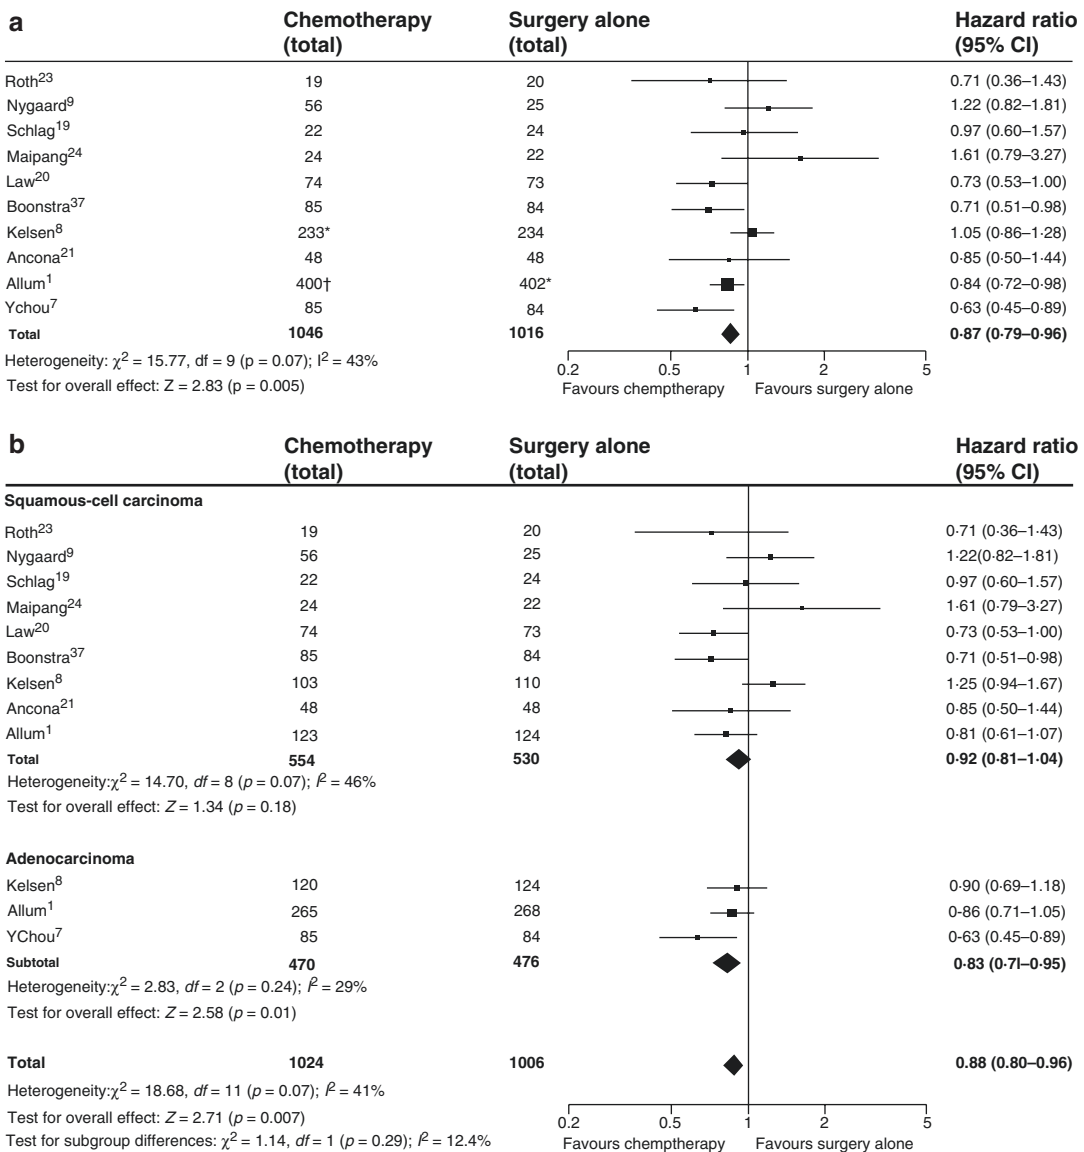 a Chemotherapy Surgery alone Hazard ratio
(total) (total) (95% CI)
Roth23 19 20 0.71 (0.36–1.43)
Nygaard9 56 25 1.22 (0.82–1.81)
Schlag19 22 24 0.97 (0.60–1.57)
Maipang24 24 22 1.61 (0.79–3.27)
Law20 74 73 0.73 (0.53–1.00)
Boonstra37 85 84 0.71 (0.51–0.98)
Kelsen8 233* 234 1.05 (0·86–1·28)
Ancona21 48 48 0.85 (0·50–1·44)
Allum1 400† 402* 0·84 (0·72–0·98)
Ychou7 85 84 0·63 (0·45–0·89)
Total 1046 1016 0·87 (0·79–0·96)
Heterogeneity: χ2 = 15.77, df = 9 (p = 0.07); I2 = 43%
Test for overall effect: Z = 2.83 (p = 0.005)
0.2 0.5 1 2 5
Favours chemptherapy Favours surgery alone
b Chemotherapy Surgery alone Hazard ratio
(total) (total) (95% CI)
Squamous-cell carcinoma
Roth23 19 20 0·71 (0·36–1·43)
Nygaard9 56 25 1·22(0·82–1·81)
Schlag19 22 24 0·97 (0·60–1·57)
Maipang24 24 22 1·61 (0·79–3·27)
Law20 74 73 0·73 (0·53–1·00)
Boonstra37 85 84 0·71 (0·51–0·98)
Kelsen8 103 110 1·25 (0·94–1·67)
Ancona21 48 48 0·85 (0·50–1·44)
Allum1 123 124 0·81 (0·61–1·07)
Total 554 530 0·92 (0·81–1·04)
Heterogeneity:χ2 = 14.70, df = 8 (p = 0.07); I2 = 46%
Test for overall effect: Z = 1.34 (p = 0.18)
Adenocarcinoma
Kelsen8 120 124 0·90 (0·69–1·18)
Allum1 265 268 0-86 (0·71–1·05)
YChou7 85 84 0-63 (0·45–0·89)
Subtotal 470 476 0·83 (0·7l–0·95)
Heterogeneity:χ2 = 2.83, df = 2 (p = 0.24); I2 = 29%
Test for overall effect: Z = 2.58 (p = 0.01)
Total 1024 1006 0.88 (0.80–0.96)
Heterogeneity:χ2 = 18.68, df = 11 (p = 0.07); I2 = 41%
Test for overall effect: Z = 2.71 (p = 0.007)
Test for subgroup differences: χ2 = 1.14, df = 1 (p = 0.29); I2 = 12.4%
0.2 0.5 1 2 5
Favours chemptherapy Favours surgery alone